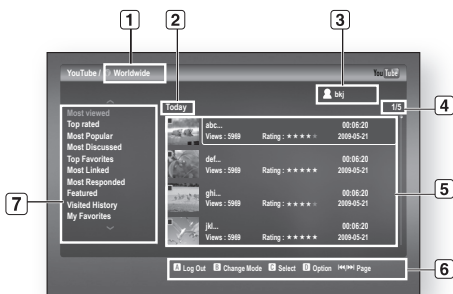 1
2
3
YouTube / Worldwide
You Tube
bkj
4
Today
1/5
Most viewed
Top rated
Most Popular
Most Discussed
Top Favorites
Most Linked
Most Responded
Featured
Visited History
My Favorites
7
abc... 00:06:20
Views : 5969 Rating : ★★★★★ 2009-05-21
def... 00:06:20
Views : 5969 Rating : ★★★★★ 2009-05-21
ghi... 00:06:20
Views : 5969 Rating : ★★★★★ 2009-05-21
jkl... 00:06:20
Views : 5969 Rating : ★★★★★ 2009-05-21
5
A Log Out B Change Mode C Select D Option Page
6